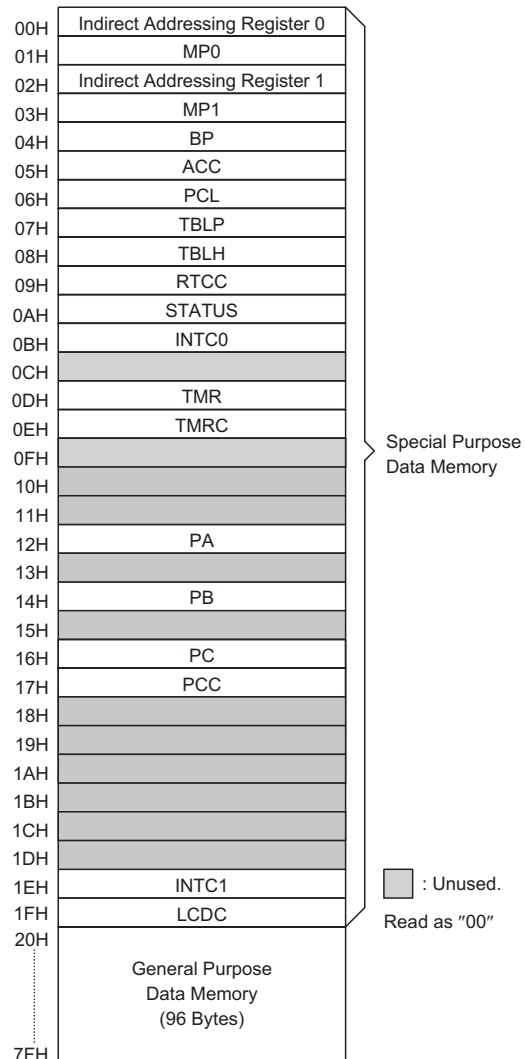 00H Indirect Addressing Register 0
01H MP0
02H Indirect Addressing Register 1
03H MP1
04H BP
05H ACC
06H PCL
07H TBLP
08H TBLH
09H RTCC
0AH STATUS
0BH INTC0
0CH
0DH TMR
0EH TMRC
0FH
10H
11H
12H PA
13H
14H PB
15H
16H PC
17H PCC
18H
19H
1AH
1BH
1CH
1DH
1EH INTC1
1FH LCDC
20H
General Purpose
Data Memory
(96 Bytes)
7FH
Special Purpose
Data Memory
: Unused.
Read as "00"